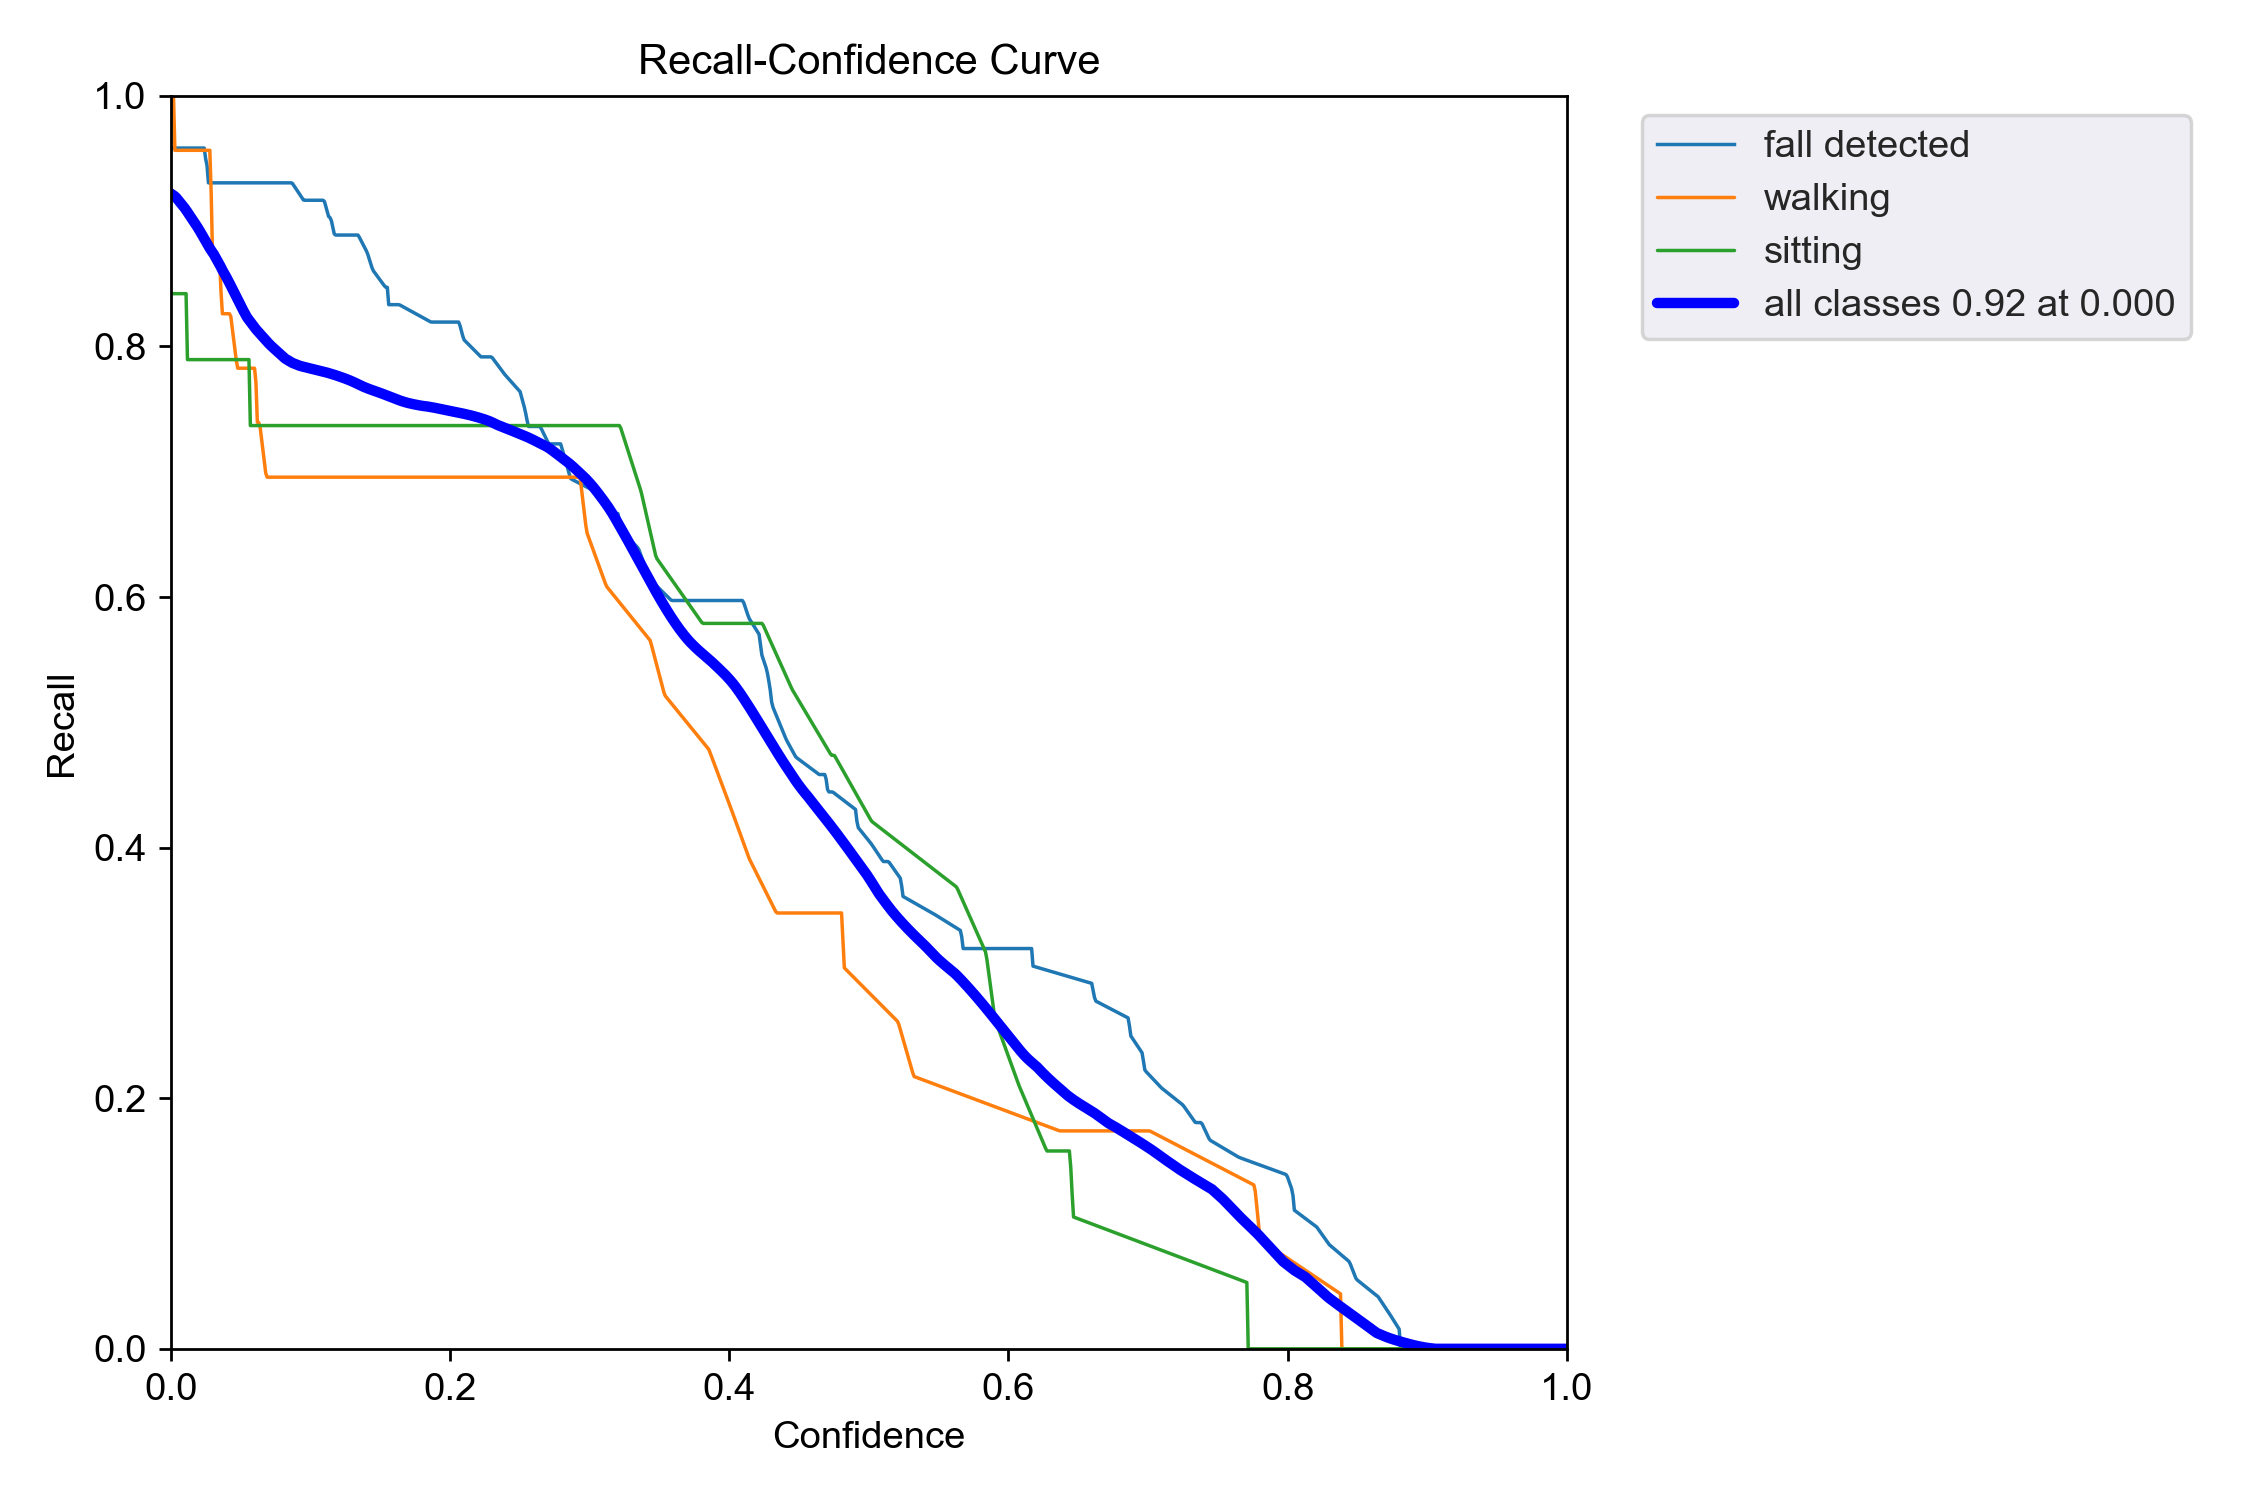 Recall-Confidence Curve
1.0
0.8
0.6
0.4
0.2
0.0
Recall
0.0 0.2 0.4 0.6 0.8 1.0
Confidence
fall detected
walking
sitting
all classes 0.92 at 0.000